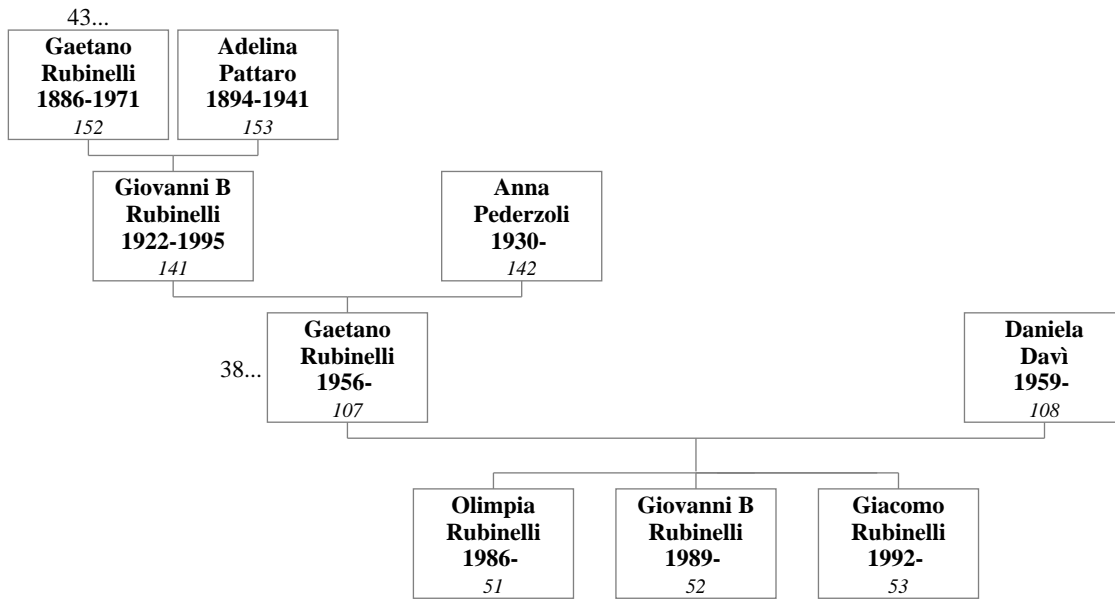 43...
Gaetano
Rubinelli
1886-1971
152
Adelina
Pattaro
1894-1941
153
Giovanni B
Rubinelli
1922-1995
141
Anna
Pederzoli
1930-
142
38...
Gaetano
Rubinelli
1956-
107
Daniela
Davì
1959-
108
Olimpia
Rubinelli
1986-
51
Giovanni B
Rubinelli
1989-
52
Giacomo
Rubinelli
1992-
53